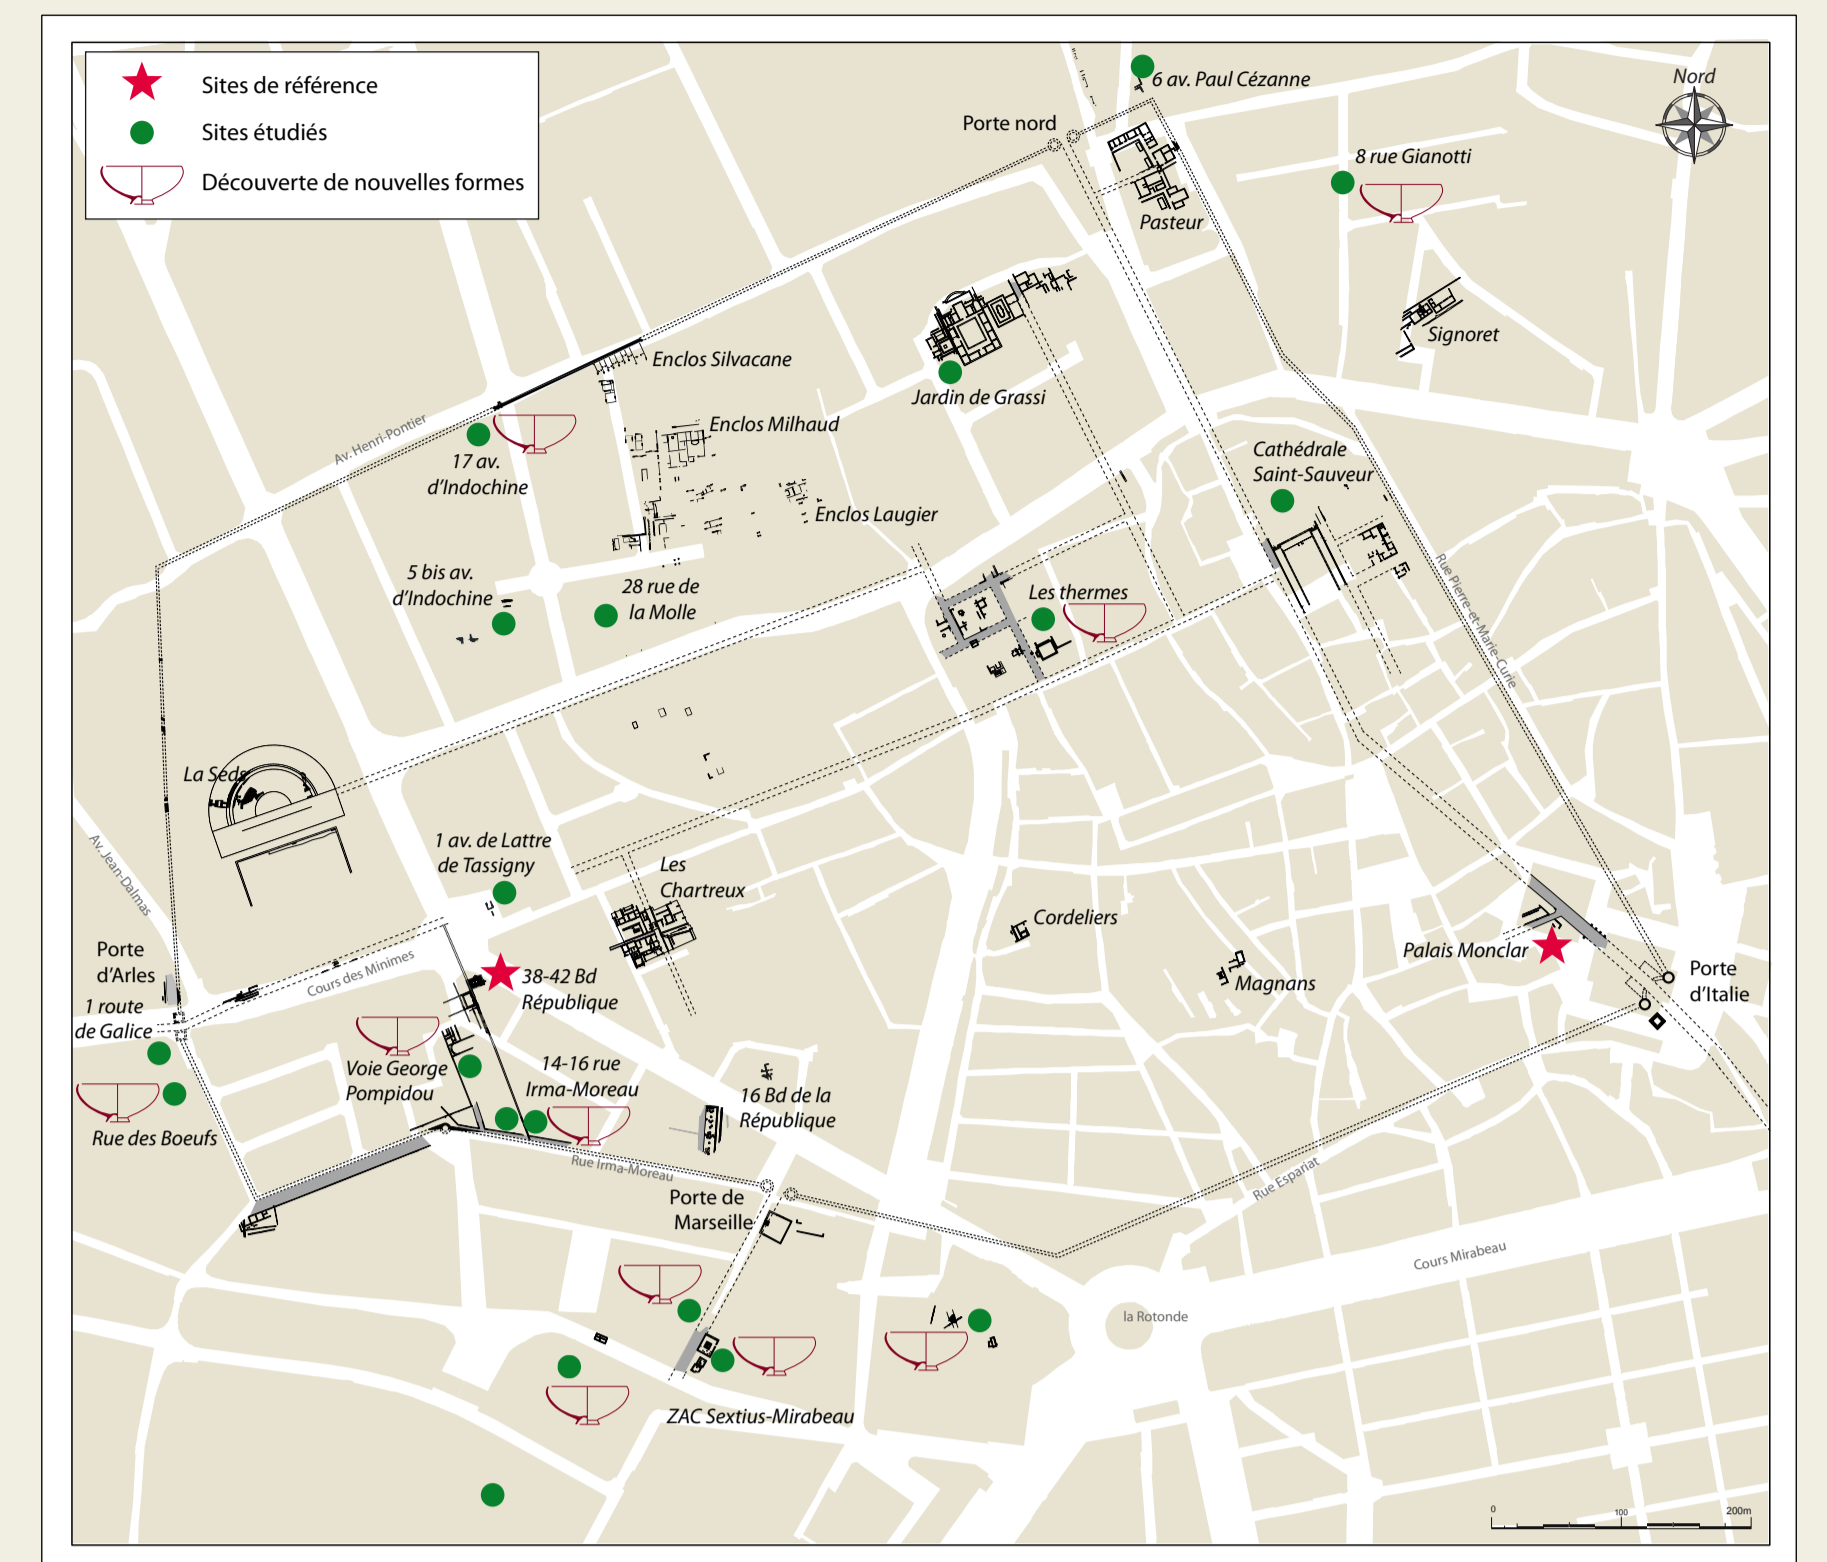 Sites de référence
Sites étudiés
Découverte de nouvelles formes
Nord
6 av. Paul Cézanne
Porte nord
8 rue Gianotti
Pasteur
Signoret
Enclos Silvacane
Jardin de Grassi
Av. Henri-Pontier
Enclos Milhaud
17 av.
d'Indochine
Cathédrale
Saint-Sauveur
Enclos Laugier
5 bis av.
d'Indochine
28 rue de
la Molle
Les thermes
Rue Pierre-et-Marie-Curie
La Seds
1 av. de Lattre
de Tassigny
Les
Chartreux
Av. Jean-Dalmas
Cordeliers
Palais Monclar
Porte
d'Arles
Cours des Minimes
38-42 Bd
République
Magnans
Porte
d'Italie
1 route
de Galice
Voie George
Pompidou
14-16 rue
Irma-Moreau
16 Bd de la
République
Rue des Boeufs
Rue Irma-Moreau
Rue Espariat
Porte de
Marseille
Cours Mirabeau
la Rotonde
ZAC Sextius-Mirabeau
0 100 200m